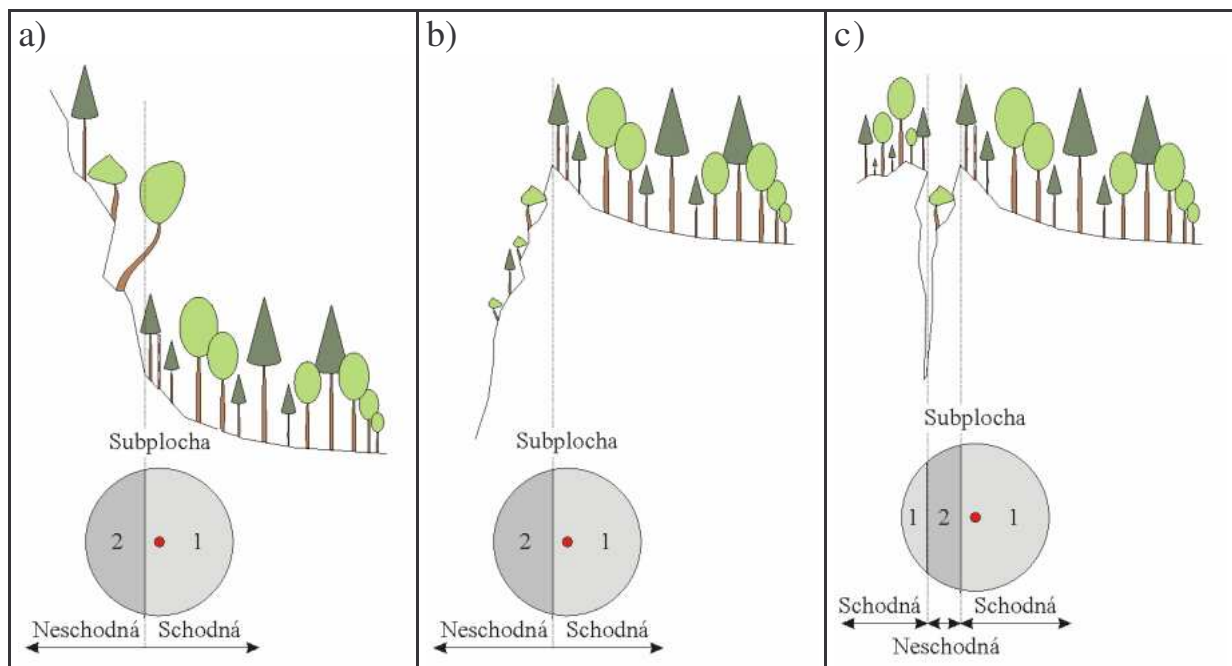 a)
Subplocha
2 1
Neschodná Schodná
b)
Subplocha
2 1
Neschodná Schodná
c)
Subplocha
1 2 1
Schodná Schodná
Neschodná